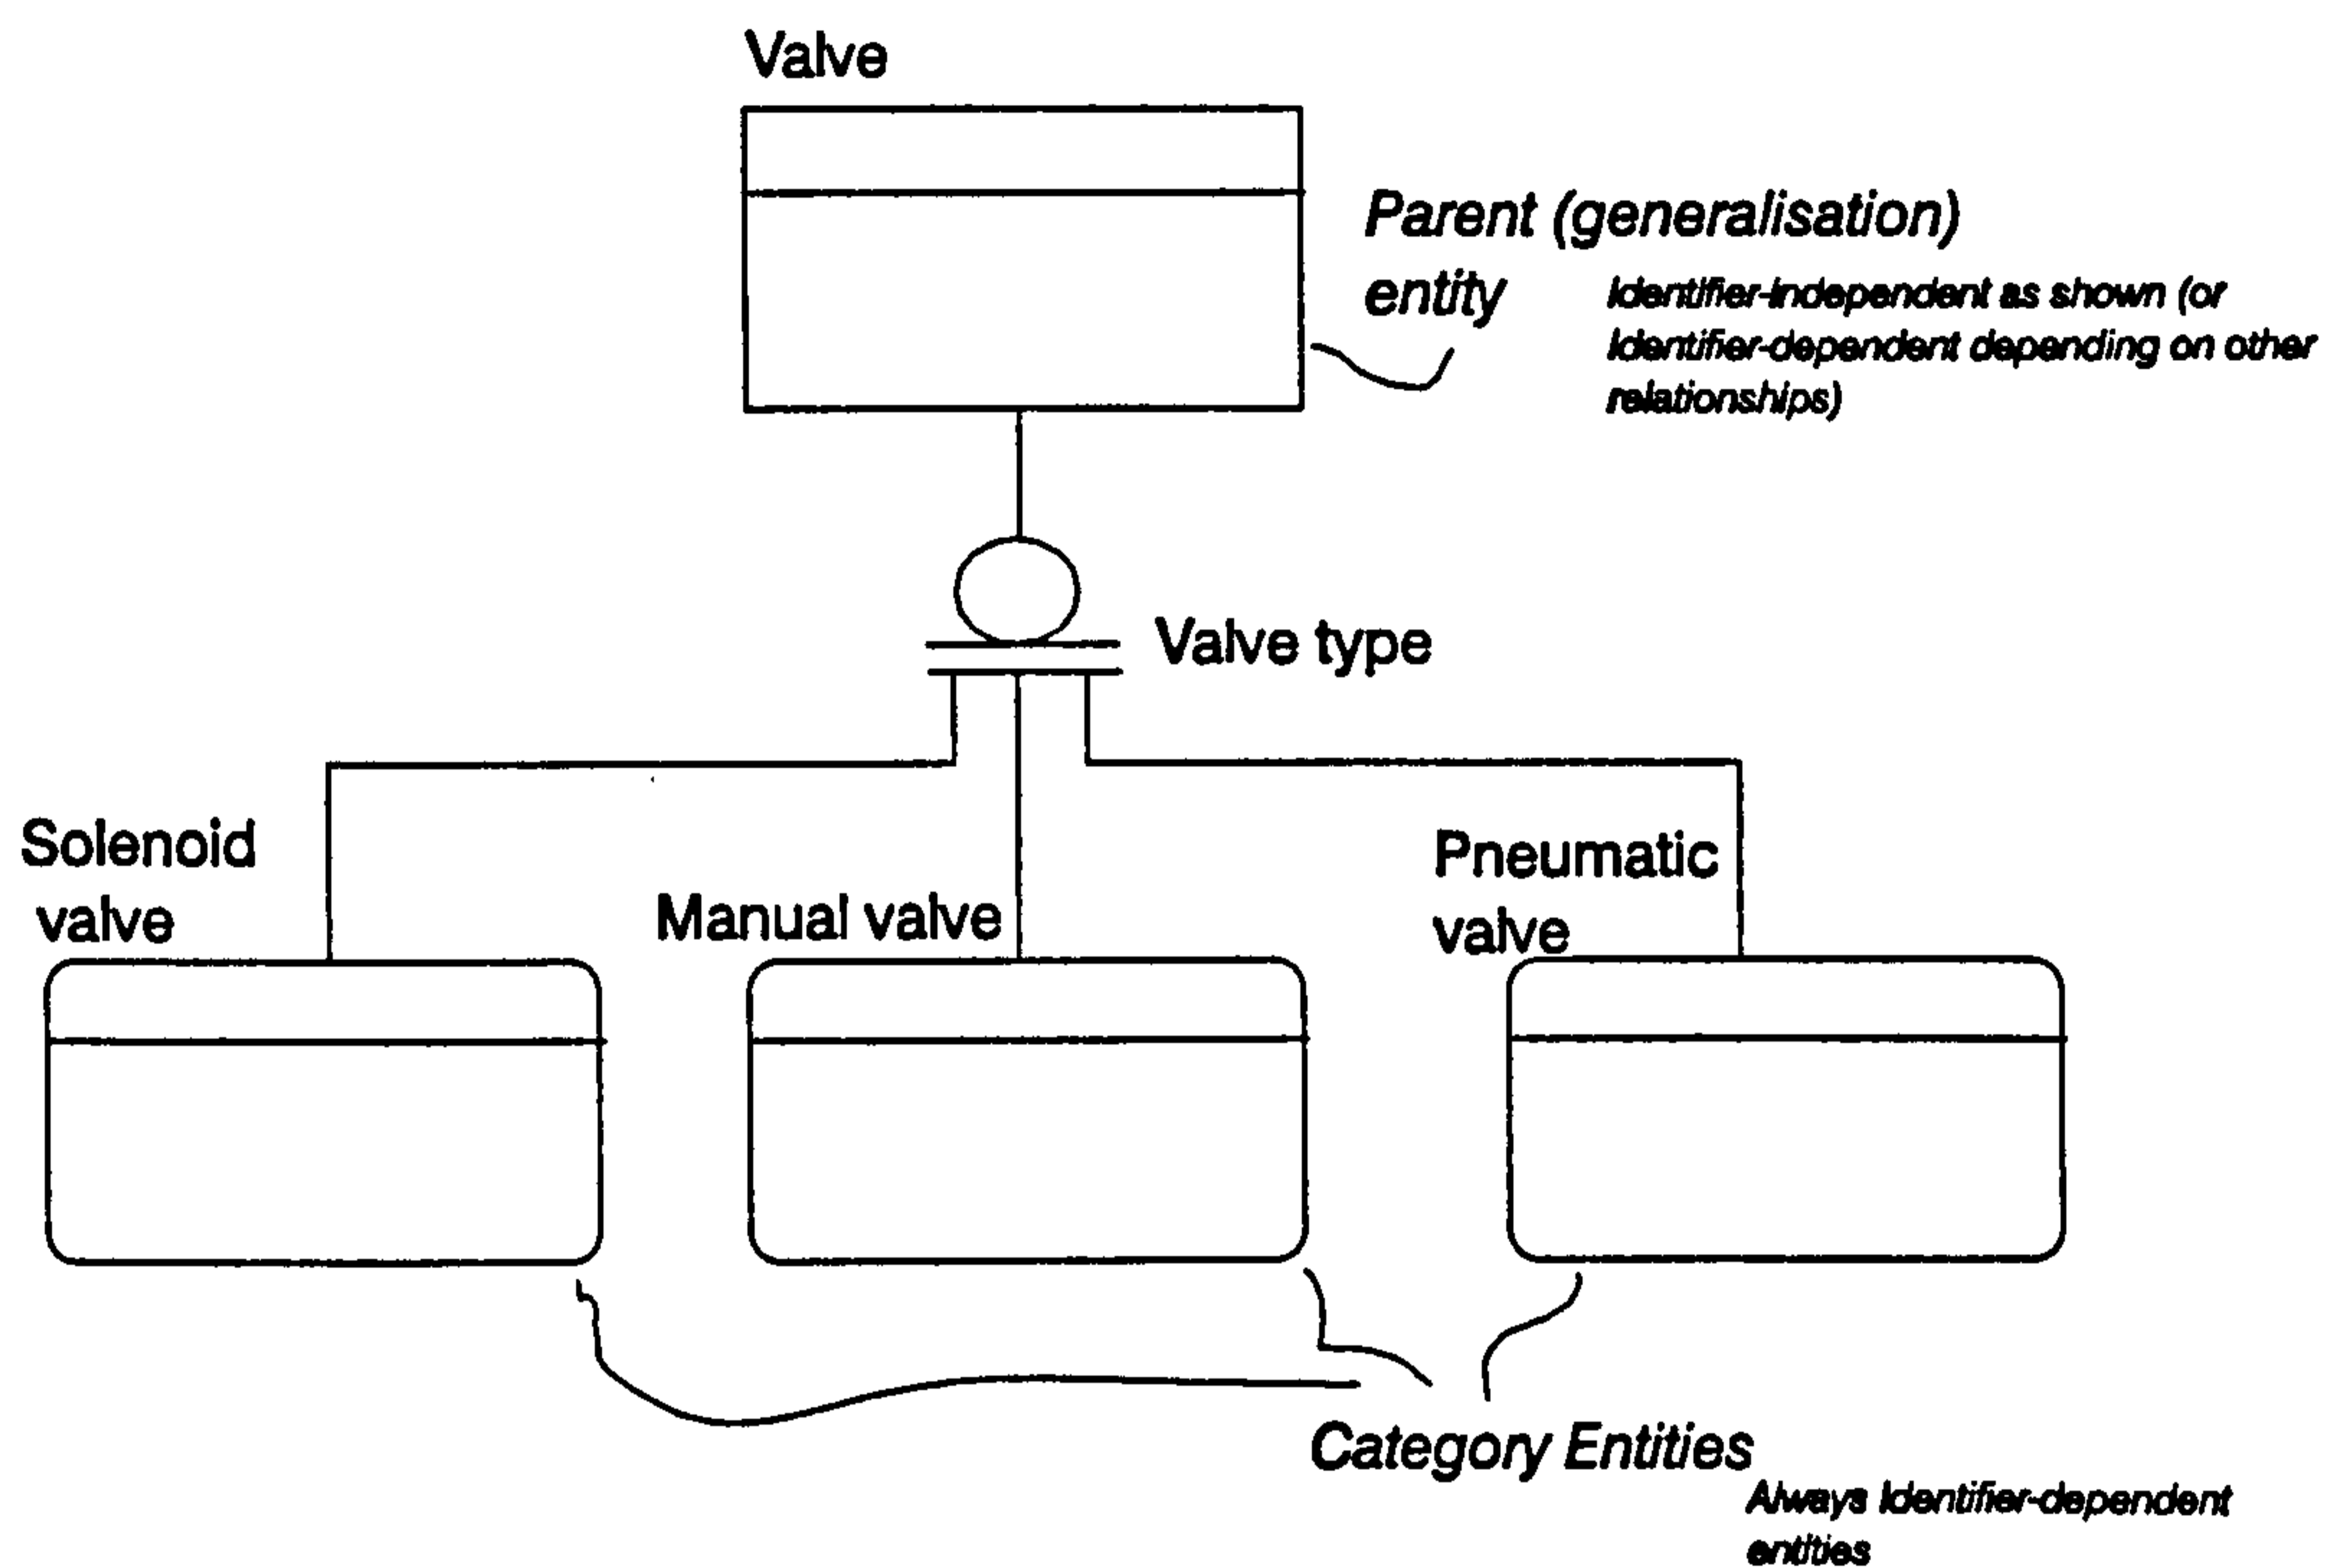 Valve
Parent (generalisation)
entity
Identifier-independent as shown (or
Identifier-dependent depending on other
relationships)
Valve type
Solenoid
valve
Manual valve
Pneumatic
valve
Category Entities
Always Identifier-dependent
entities